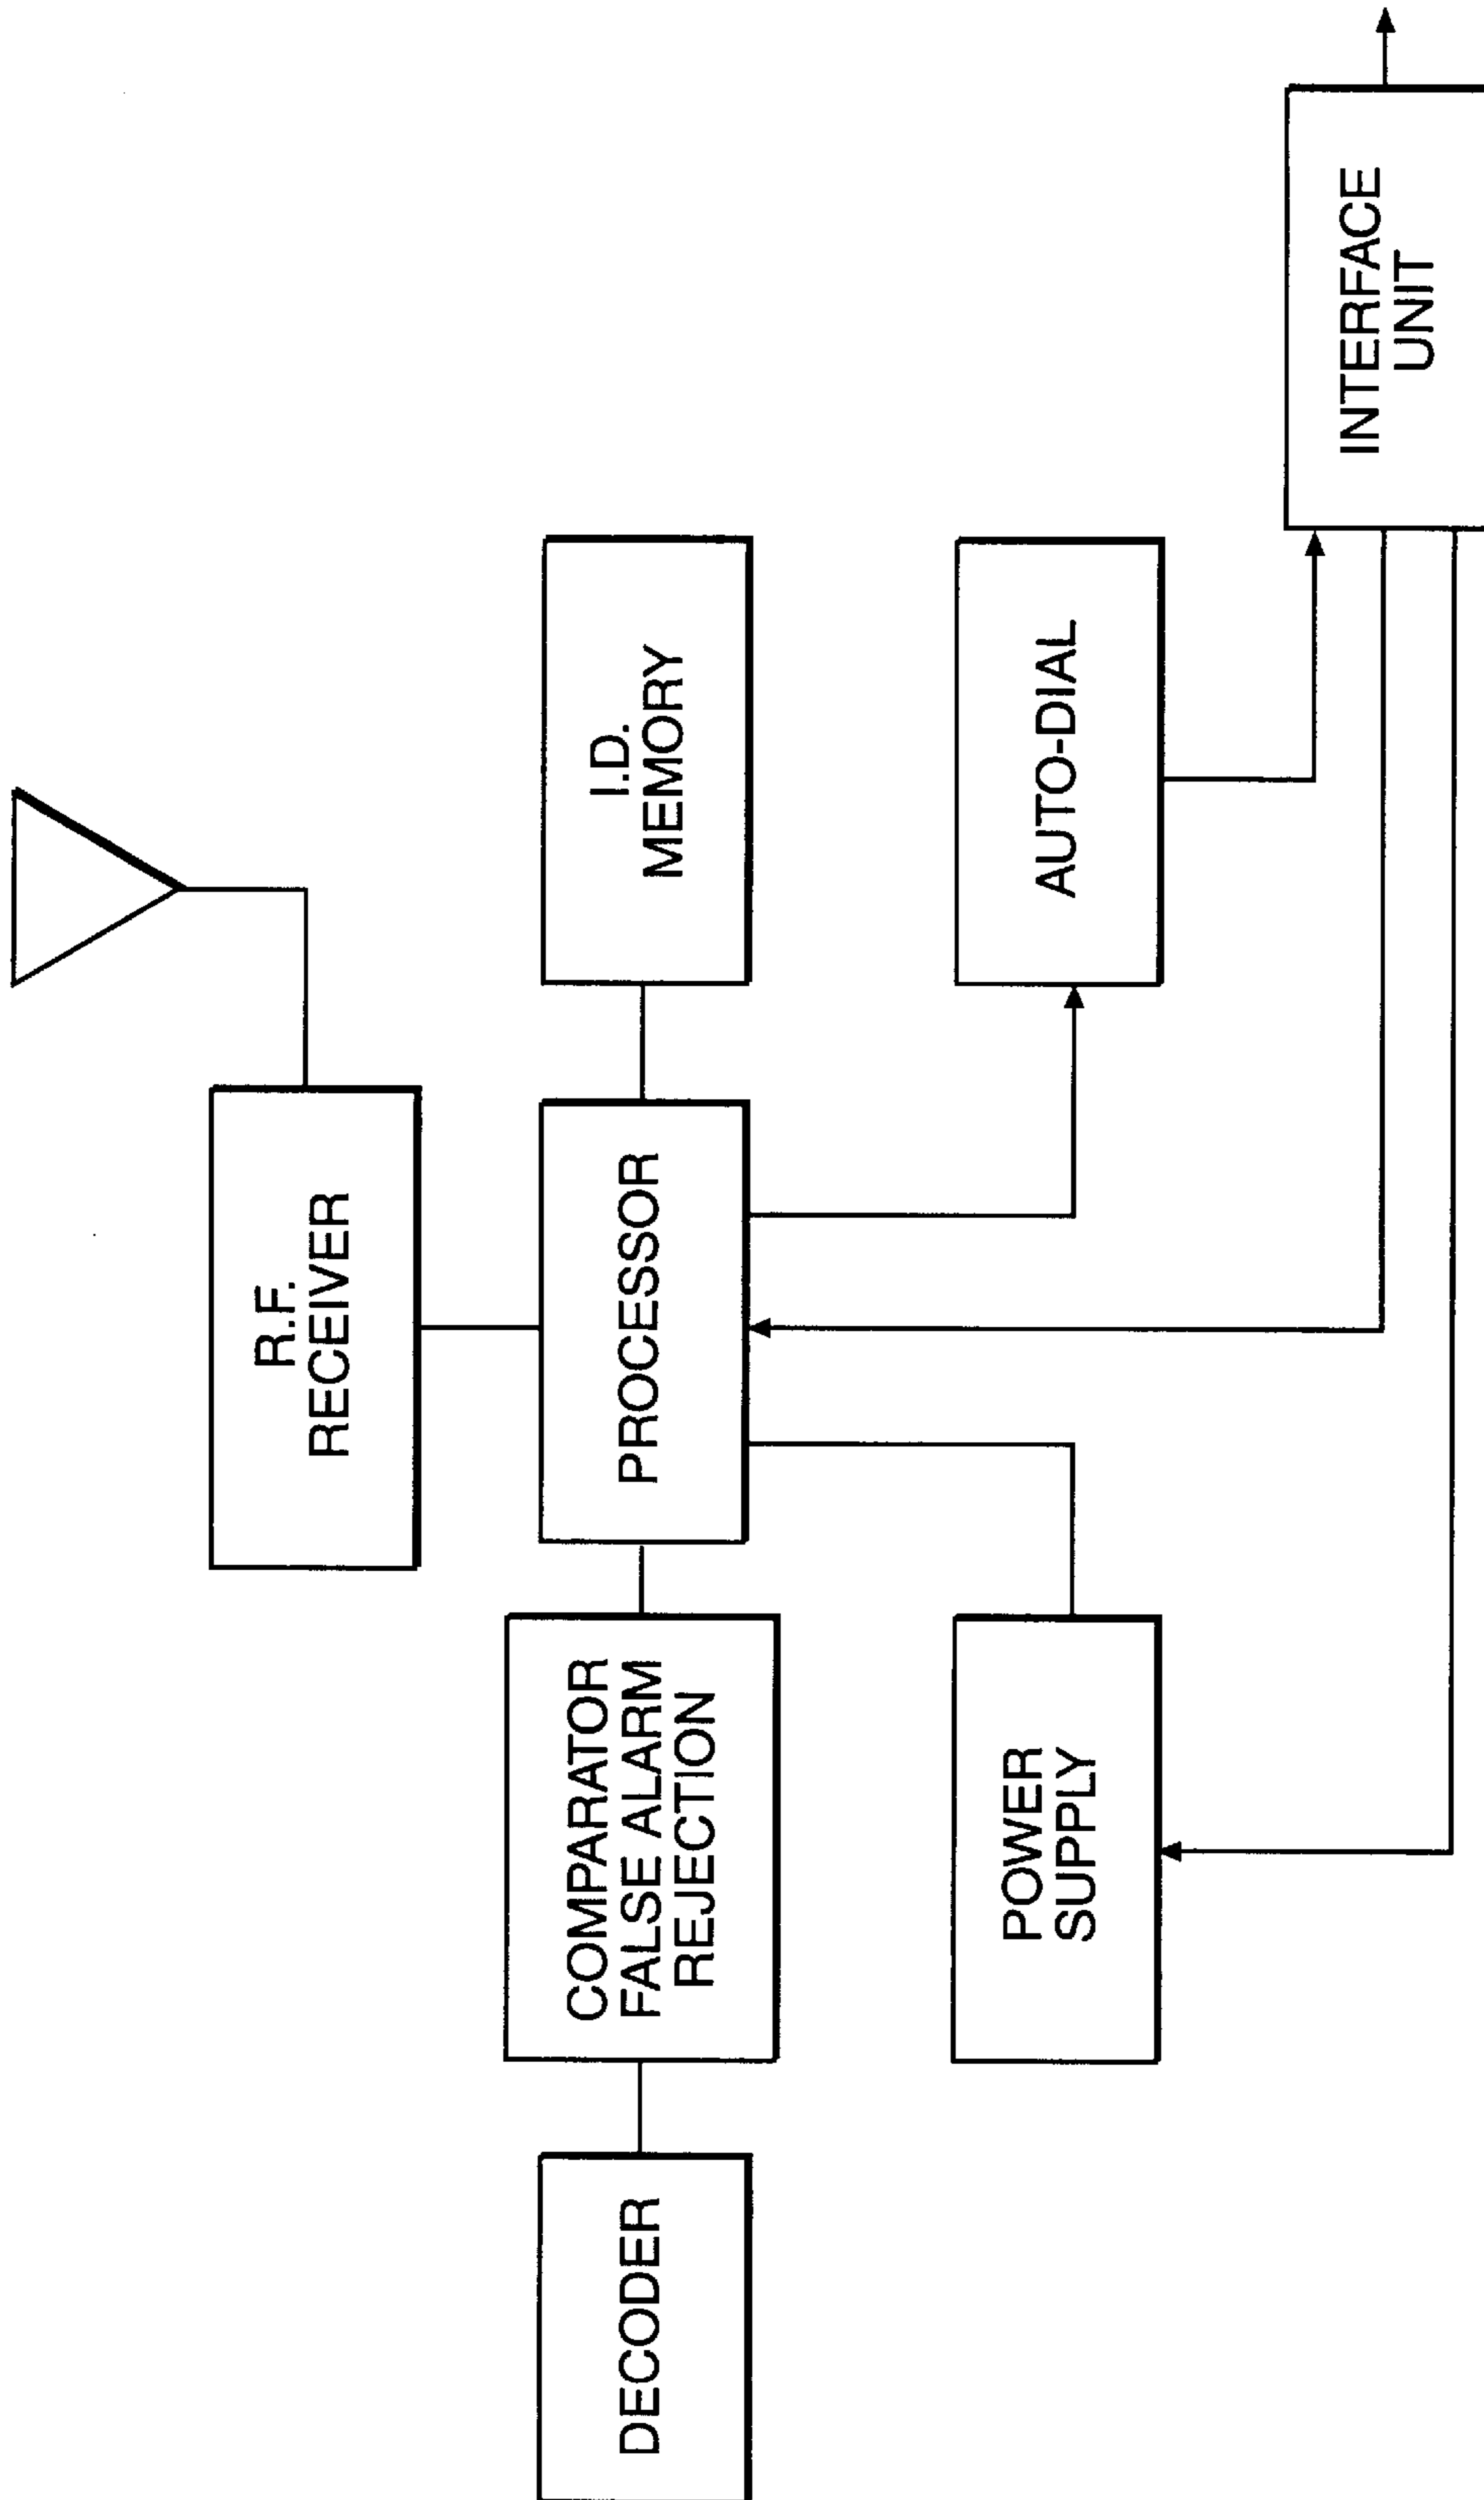 R.F.
RECEIVER
DECODER
COMPARATOR
FALSE ALARM
REJECTION
PROCESSOR
I.D.
MEMORY
POWER
SUPPLY
AUTO-DIAL
INTERFACE
UNIT